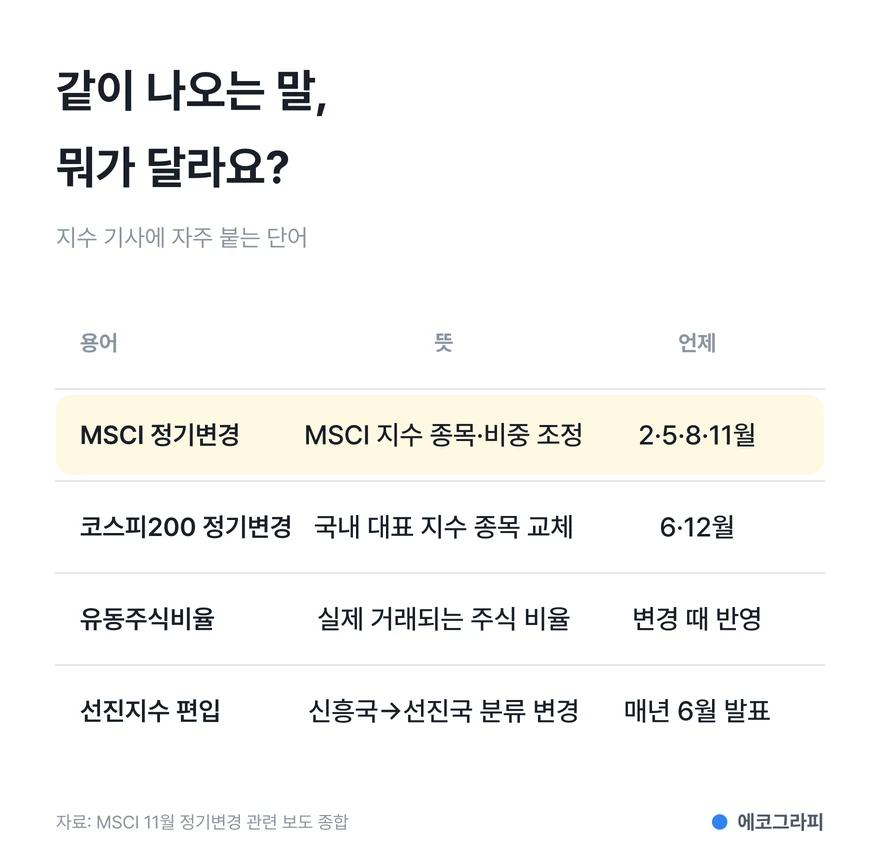 같이 나오는 말,
뭐가 달라요?
지수 기사에 자주 붙는 단어
용어 뜻 언제
MSCI 정기변경 MSCI 지수 종목·비중 조정 2·5·8·11월
코스피200 정기변경 국내 대표 지수 종목 교체 6·12월
유동주식비율 실제 거래되는 주식 비율 변경 때 반영
선진지수 편입 신흥국→선진국 분류 변경 매년 6월 발표
자료: MSCI 11월 정기변경 관련 보도 종합 에코그라피